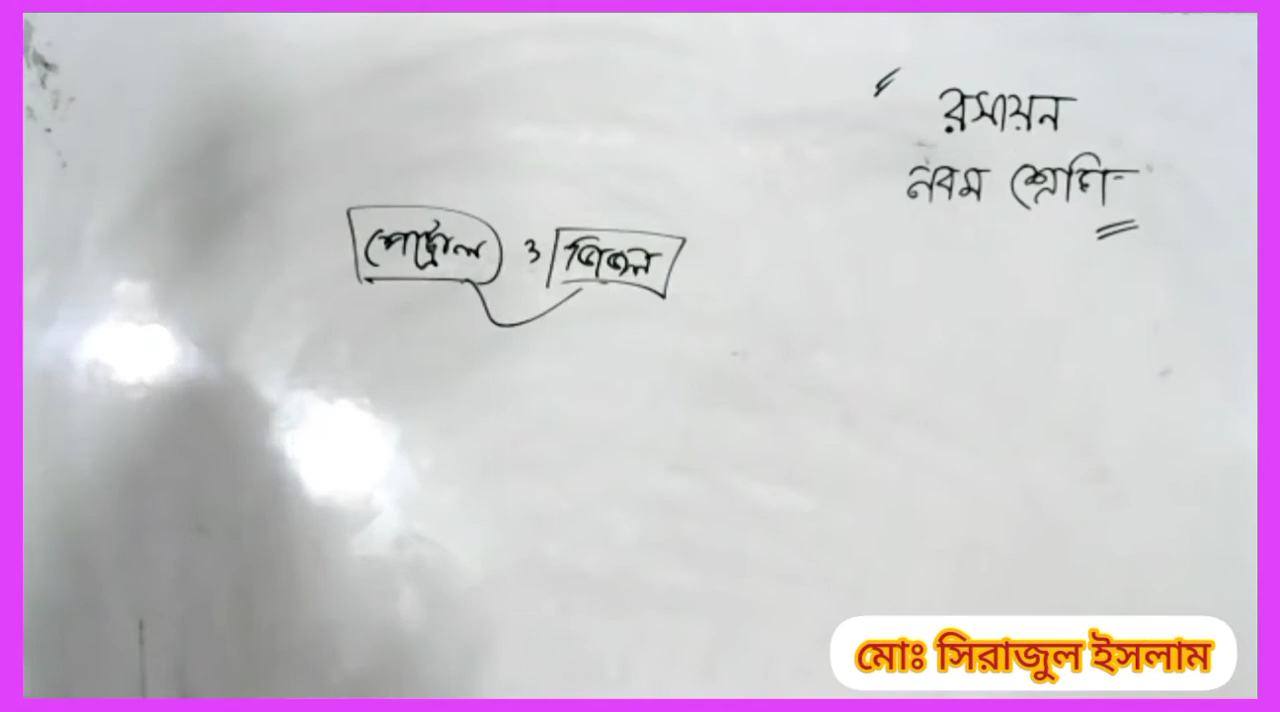 রসায়ন
নবম শ্রেণি
পেট্রোল ও ডিজেল
মোঃ সিরাজুল ইসলাম